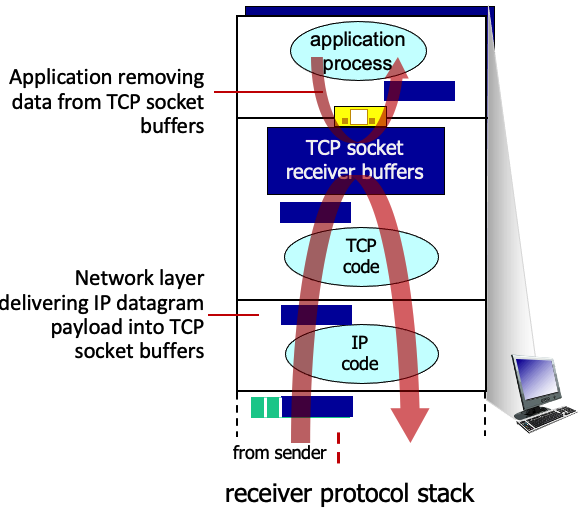 application
process
Application removing
data from TCP socket
buffers
TCP socket
receiver buffers
TCP
code
Network layer
delivering IP datagram
payload into TCP
socket buffers
IP
code
from sender
receiver protocol stack